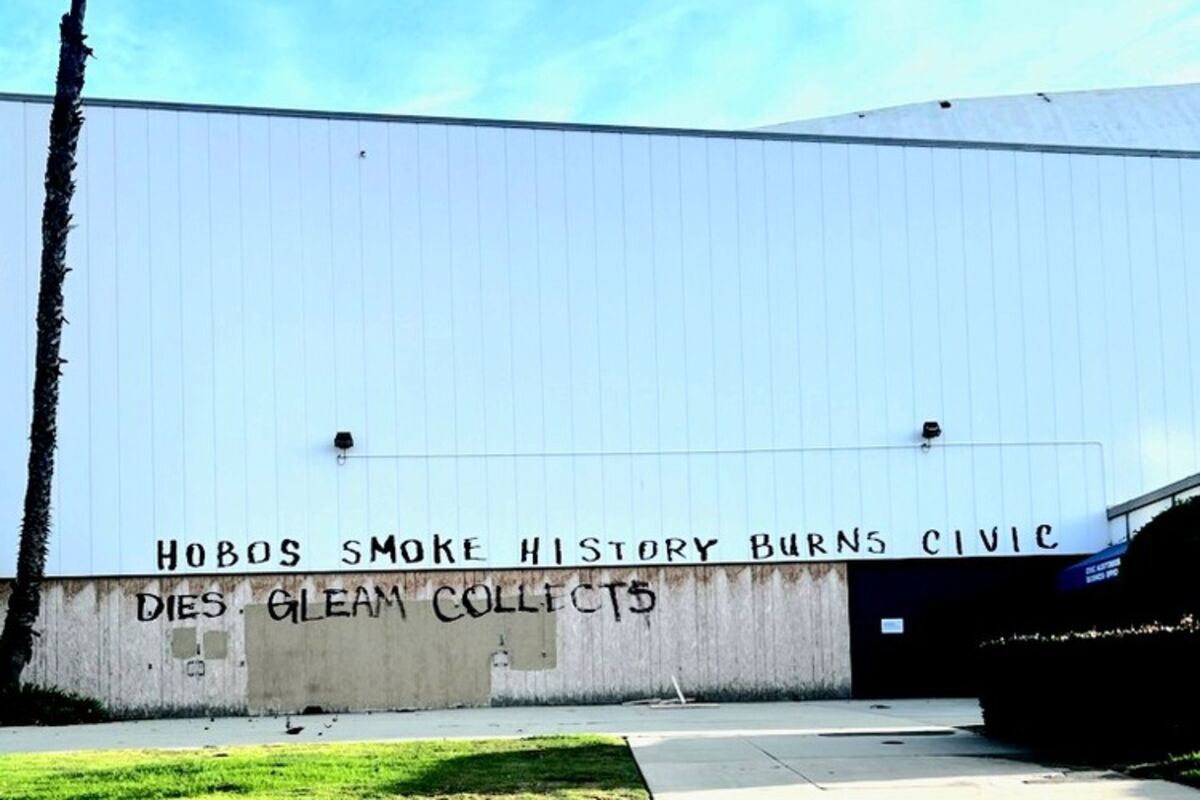 HOBOS SMOKE HISTORY BURNS CIVIC
DIES. GLEAM COLLECTS